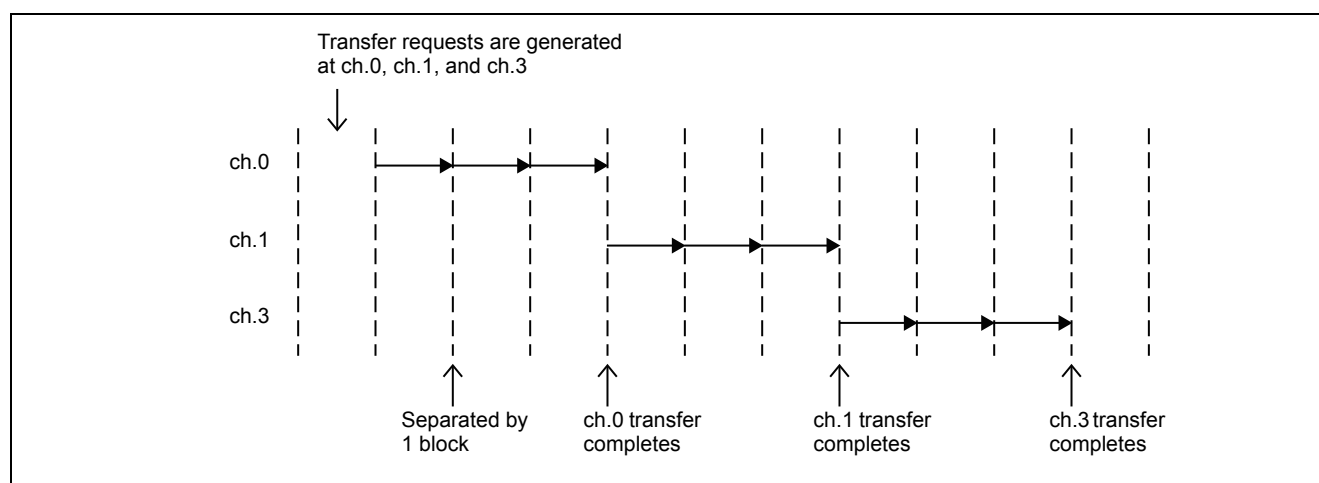 Transfer requests are generated
at ch.0, ch.1, and ch.3
ch.0
ch.1
ch.3
Separated by
1 block
ch.0 transfer
completes
ch.1 transfer
completes
ch.3 transfer
completes